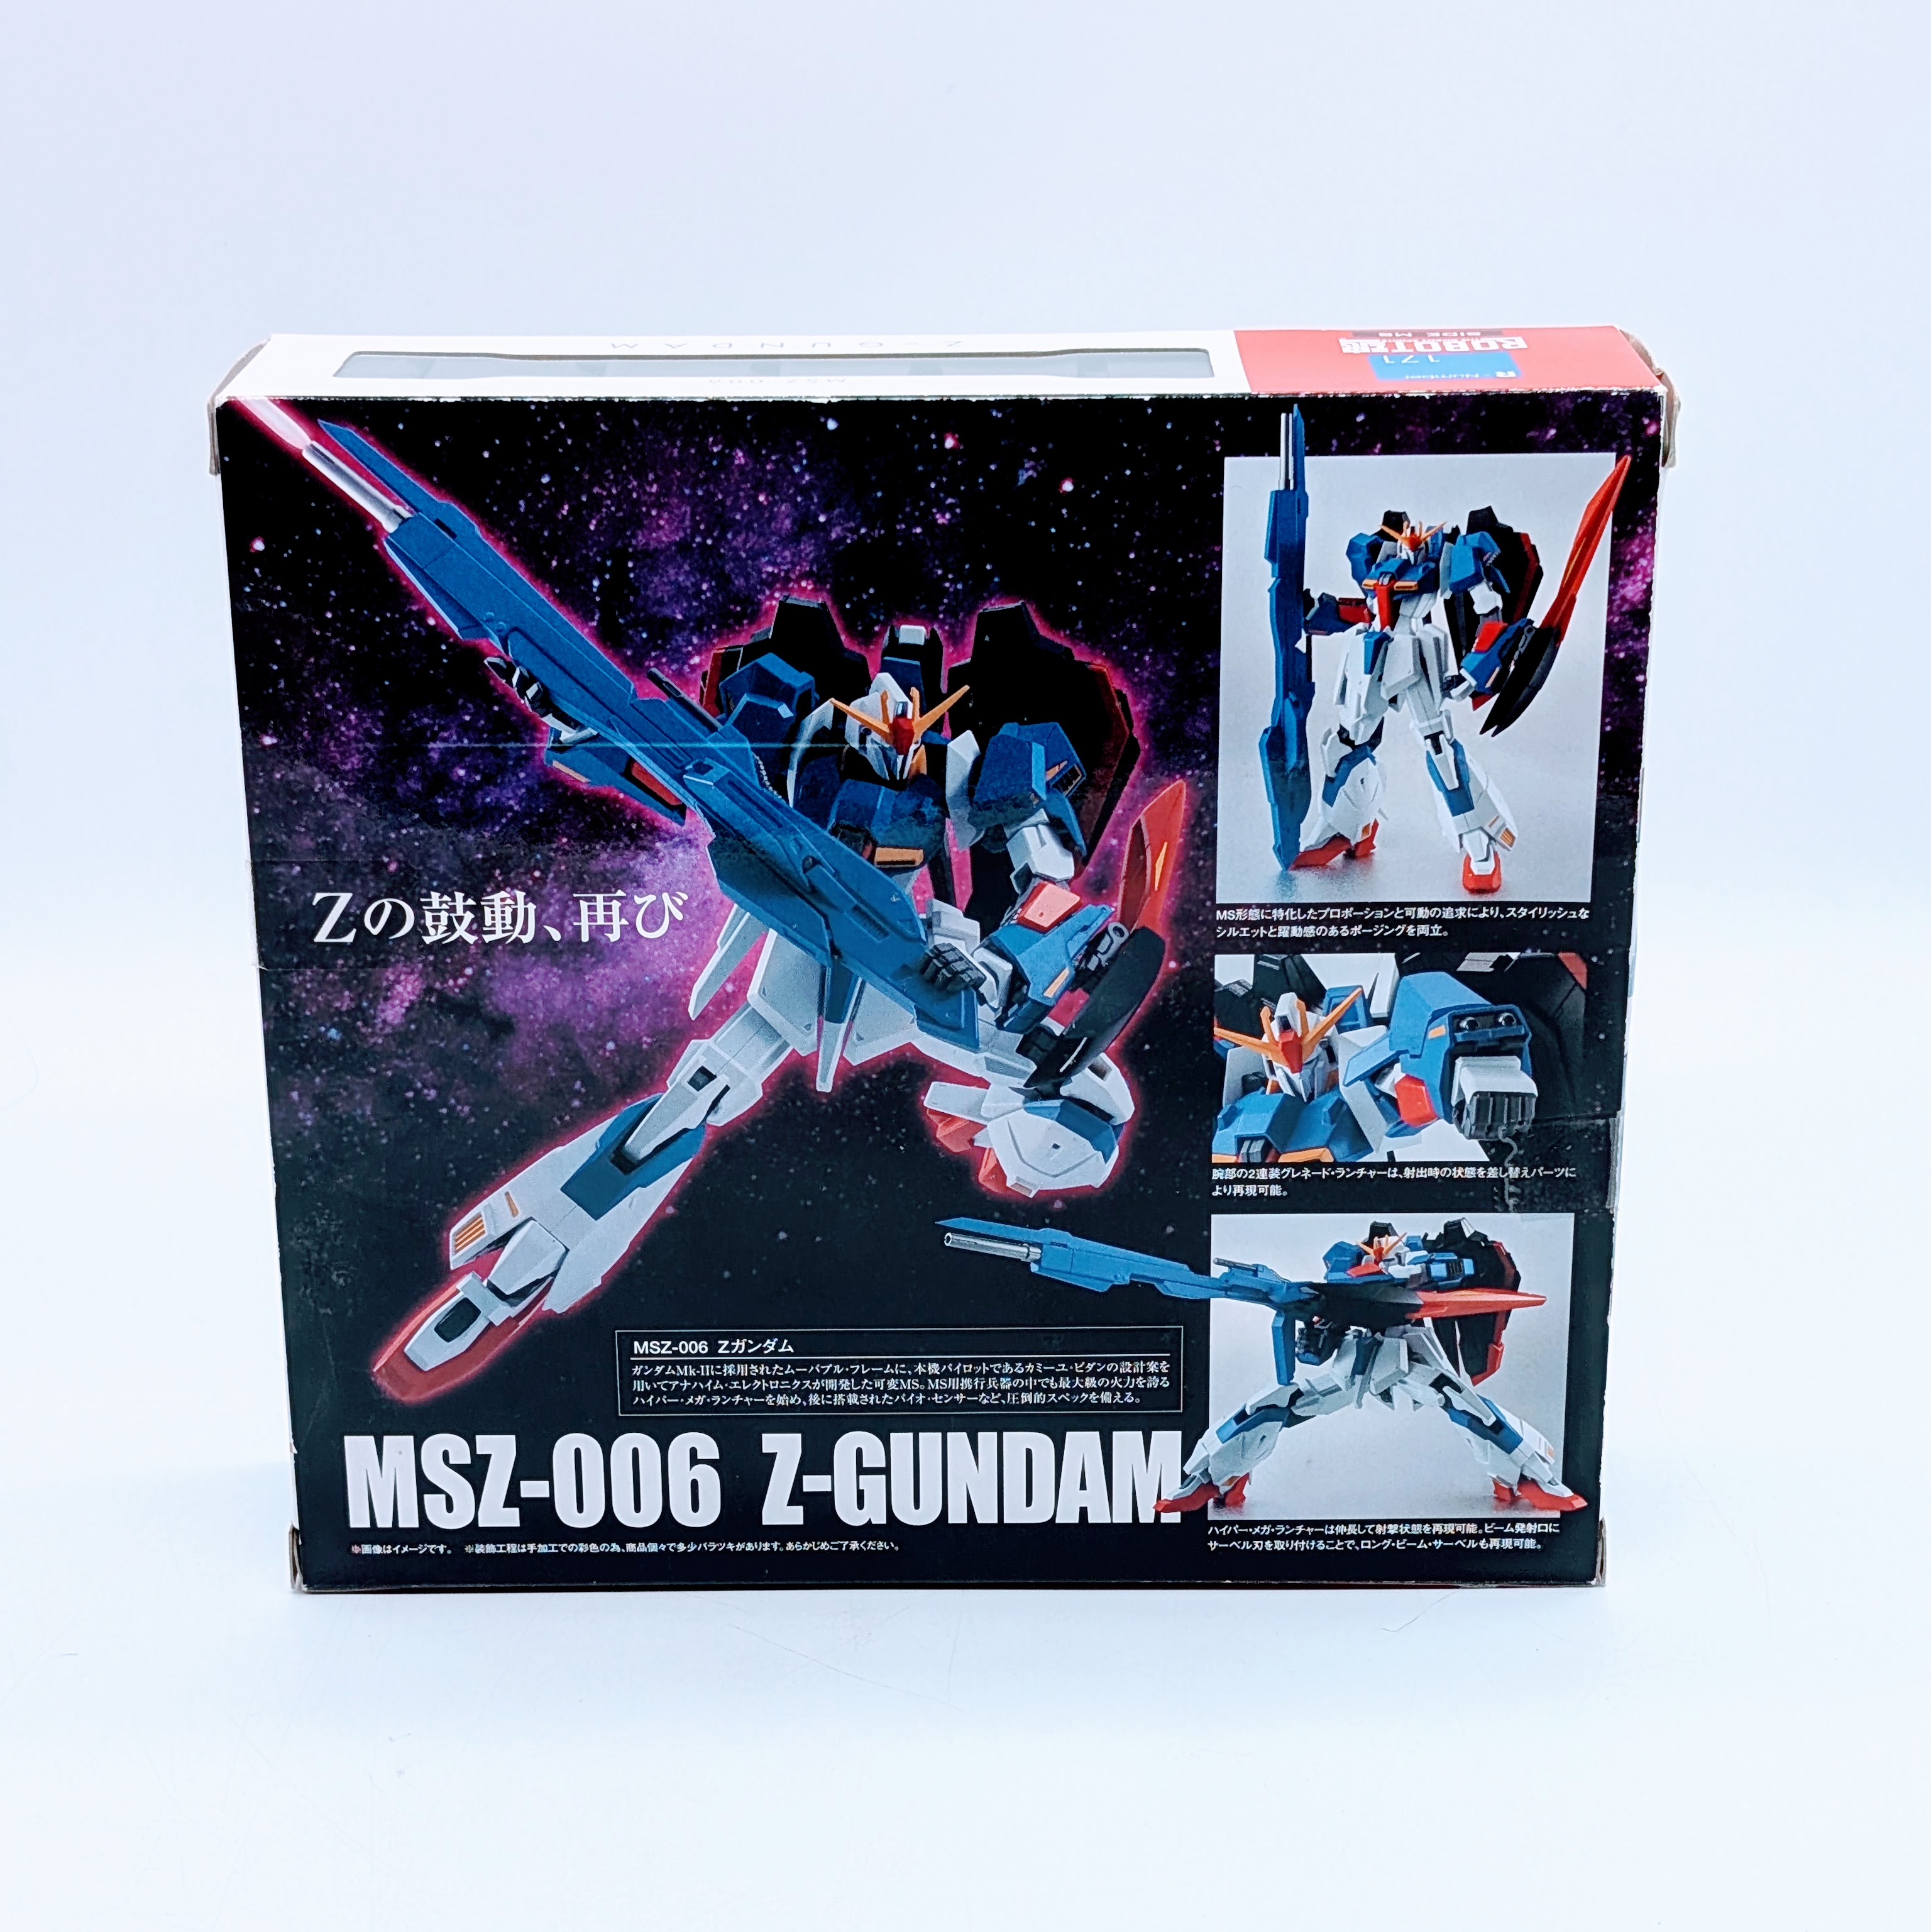 Z-GUNDAM
MSZ-006
SIDE MS
ROBOT魂
R-Number
171
Zの鼓動、再び
MS形態に特化したプロポーションと可動の追求により、スタイリッシュな
シルエットと躍動感のあるポージングを両立。
腕部の2連装グレネード・ランチャーは、射出時の状態を差し替えパーツに
より再現可能。
MSZ-006 Zガンダム
ガンダムMk-IIに採用されたムーバブル・フレームに、本機パイロットであるカミーユ・ビダンの設計案を
用いてアナハイム・エレクトロニクスが開発した可変MS。MS用携行兵器の中でも最大級の火力を誇る
ハイパー・メガ・ランチャーを始め、後に搭載されたバイオ・センサーなど、圧倒的スペックを備える。
MSZ-006 Z-GUNDAM
※画像はイメージです。 ※装飾工程は手加工での彩色の為、商品個々で多少バラツキがあります。あらかじめご了承ください。
ハイパー・メガ・ランチャーは伸長して射撃状態を再現可能。ビーム発射口に
サーベル刃を取り付けることで、ロング・ビーム・サーベルも再現可能。